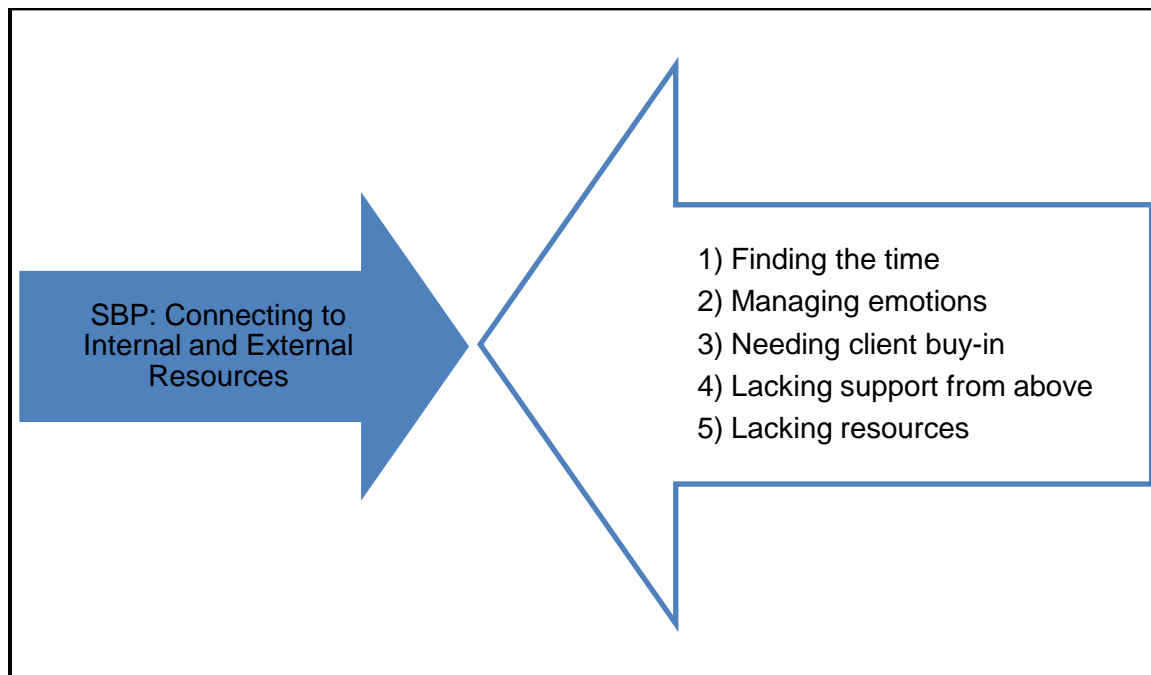 SBP: Connecting to
Internal and External
Resources
1) Finding the time
2) Managing emotions
3) Needing client buy-in
4) Lacking support from above
5) Lacking resources